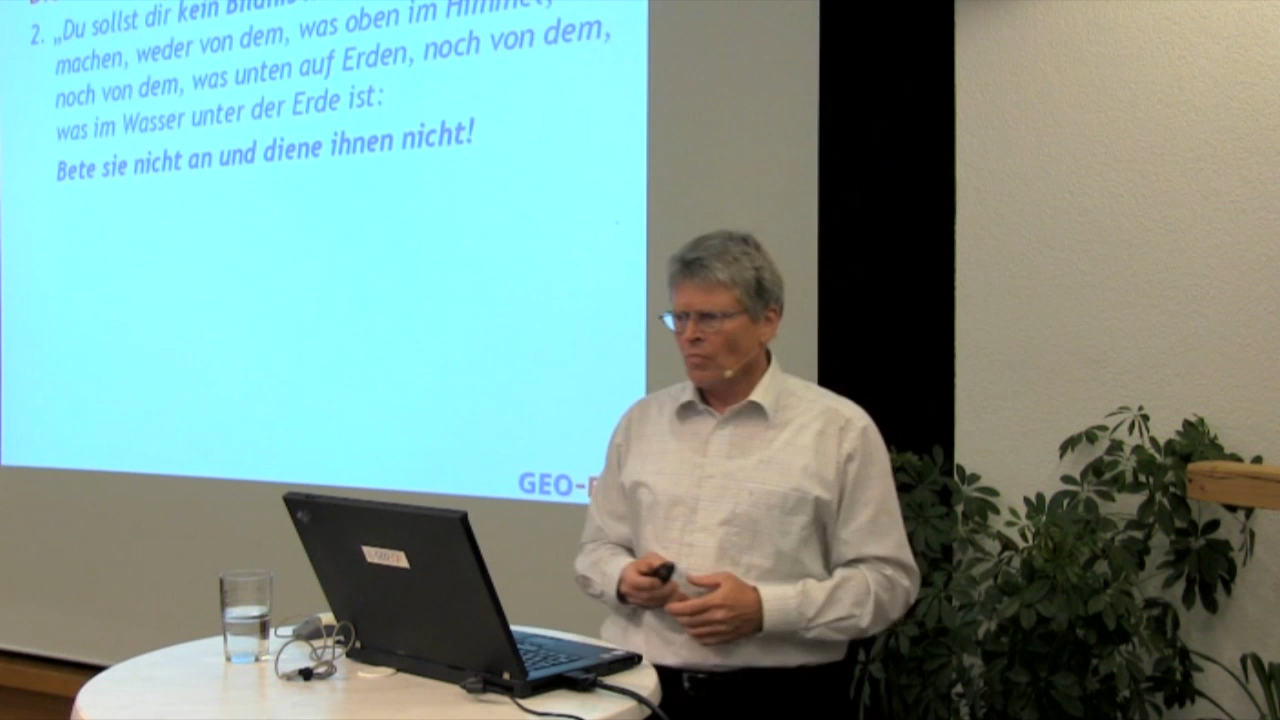 2. „Du sollst dir kein Bildnis
machen, weder von dem, was oben im Himmel,
noch von dem, was unten auf Erden, noch von dem,
was im Wasser unter der Erde ist:
Bete sie nicht an und diene ihnen nicht!
GEO-